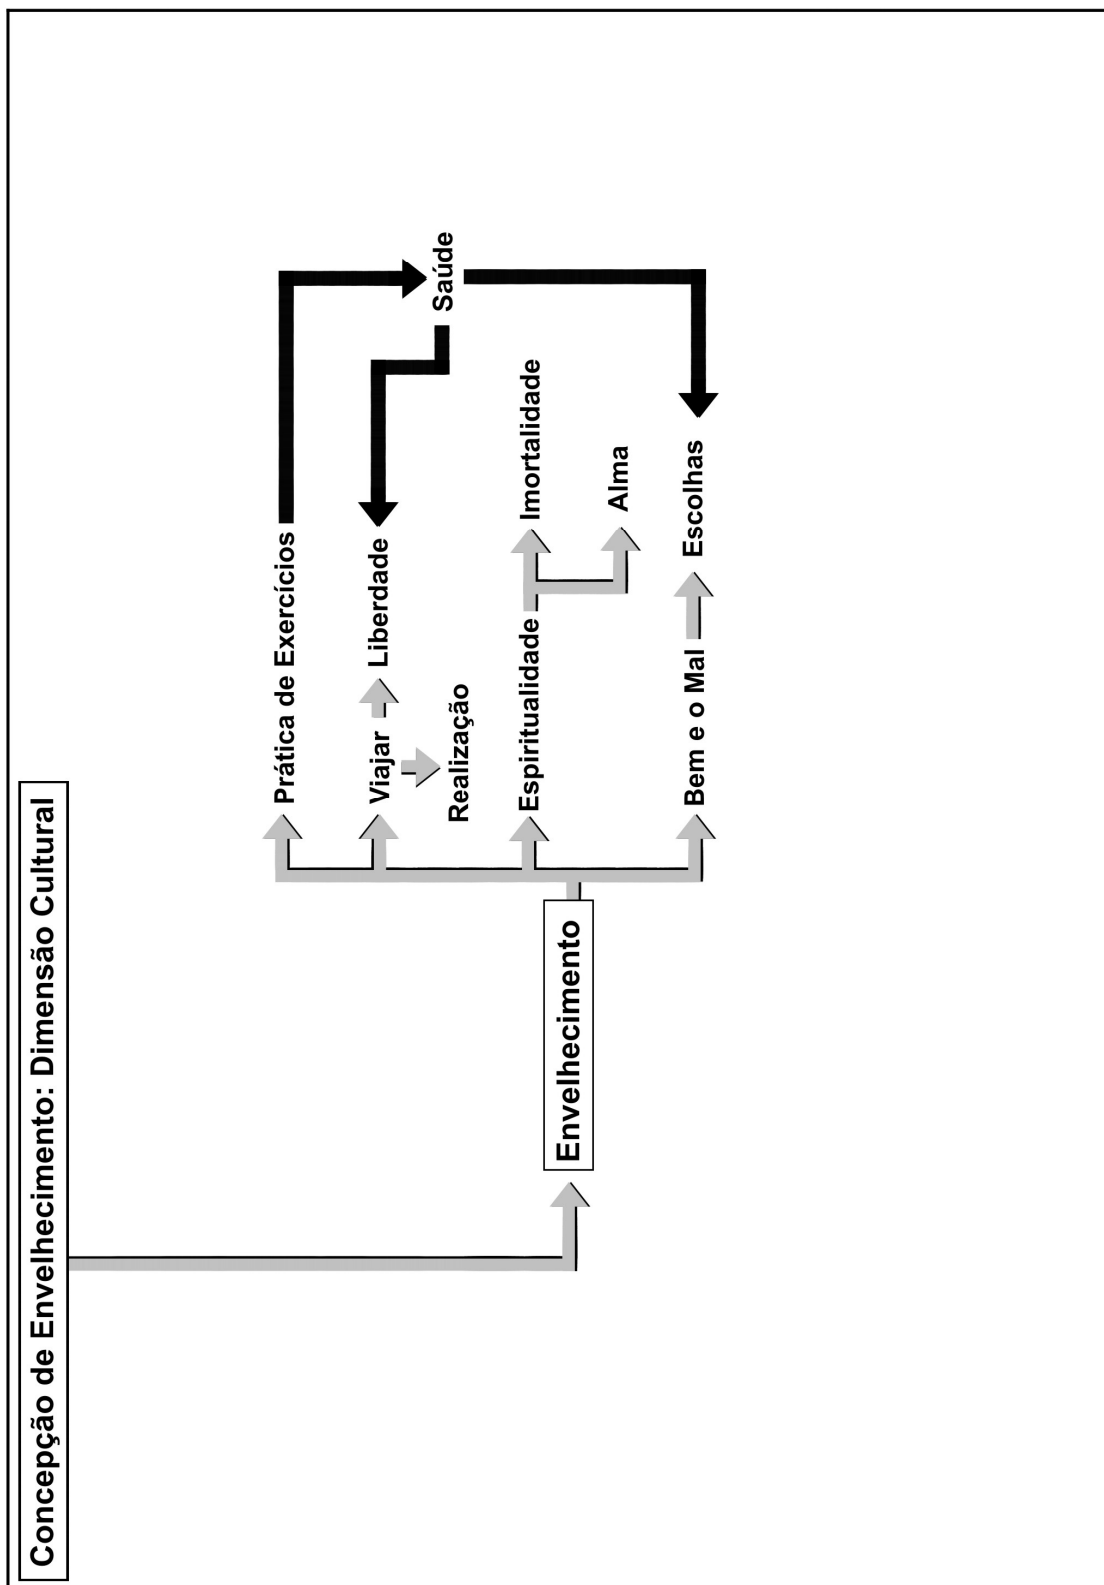 Concepção de Envelhecimento: Dimensão Cultural
Envelhecimento
Prática de Exercícios
Saúde
Viajar
Liberdade
Realização
Espiritualidade
Imortalidade
Alma
Bem e o Mal
Escolhas